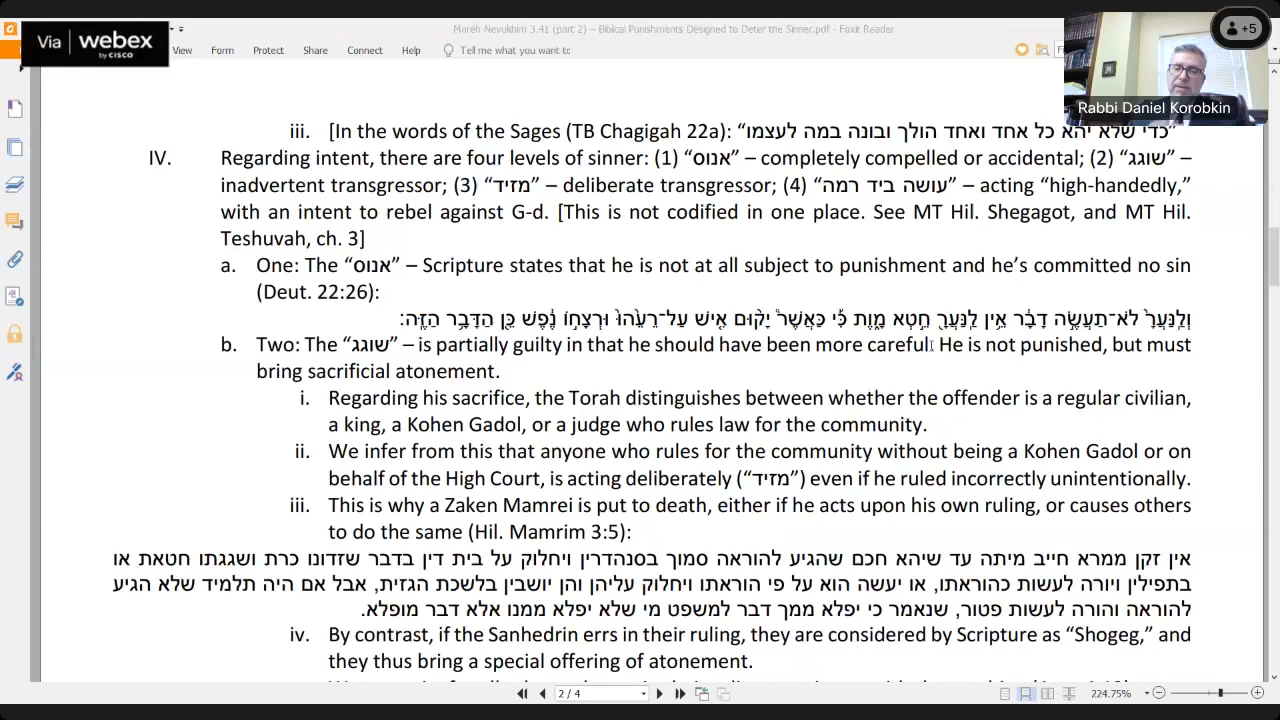 Moreh Nevukhim 3.41 (part 2) – Biblical Punishments Designed to Deter the Sinner.pdf - Foxit Reader
Via webex
by CISCO
View Form Protect Share Connect Help Tell me what you want to
+5
Rabbi Daniel Korobkin
iii. [In the words of the Sages (TB Chagigah 22a): "כדי שלא יהא כל אחד ואחד הולך ובונה במה לעצמו"
IV. Regarding intent, there are four levels of sinner: (1) "אנוס" – completely compelled or accidental; (2) "שוגג" –
inadvertent transgressor; (3) "מזיד" – deliberate transgressor; (4) "עושה ביד רמה" – acting "high-handedly,"
with an intent to rebel against G-d. [This is not codified in one place. See MT Hil. Shegagot, and MT Hil.
Teshuvah, ch. 3]
a. One: The "אנוס" – Scripture states that he is not at all subject to punishment and he's committed no sin
(Deut. 22:26):
וְלַֽנַּעֲרָ֙ לֹא־תַעֲשֶׂ֣ה דָבָ֔ר אֵ֥ין לַֽנַּעֲרָ֖ חֵ֣טְא מָ֑וֶת כִּ֡י כַּאֲשֶׁר֩ יָק֨וּם אִ֤ישׁ עַל־רֵעֵ֙הוּ֙ וּרְצָח֣וֹ נֶ֔פֶשׁ כֵּ֖ן הַדָּבָ֥ר הַזֶּֽה׃
b. Two: The "שוגג" – is partially guilty in that he should have been more careful. He is not punished, but must
bring sacrificial atonement.
i. Regarding his sacrifice, the Torah distinguishes between whether the offender is a regular civilian,
a king, a Kohen Gadol, or a judge who rules law for the community.
ii. We infer from this that anyone who rules for the community without being a Kohen Gadol or on
behalf of the High Court, is acting deliberately ("מזיד") even if he ruled incorrectly unintentionally.
iii. This is why a Zaken Mamrei is put to death, either if he acts upon his own ruling, or causes others
to do the same (Hil. Mamrim 3:5):
אין זקן ממרא חייב מיתה עד שיהא חכם שהגיע להוראה סמוך בסנהדרין ויחלוק על בית דין בדבר שזדונו כרת ושגגתו חטאת או
בתפילין ויורה לעשות כהוראתו, או יעשה הוא על פי הוראתו ויחלוק עליהן והן יושבין בלשכת הגזית, אבל אם היה תלמיד שלא הגיע
להוראה והורה לעשות פטור, שנאמר כי יפלא ממך דבר למשפט מי שלא יפלא ממנו אלא דבר מופלא.
iv. By contrast, if the Sanhedrin errs in their ruling, they are considered by Scripture as "Shogeg," and
they thus bring a special offering of atonement.
2 / 4
224.75%